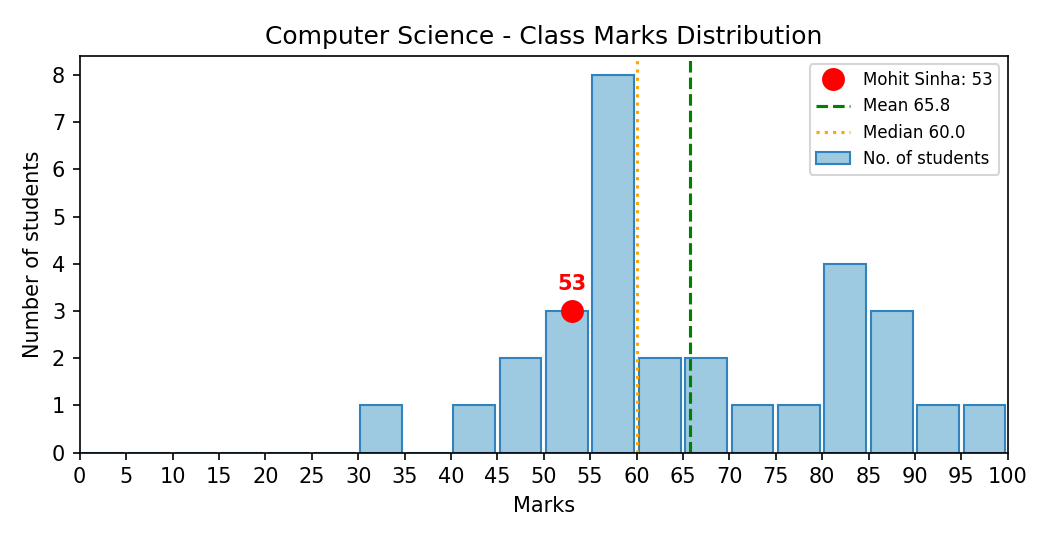 Computer Science - Class Marks Distribution
Number of students
8
7
6
5
4
3
2
1
0
53
Mohit Sinha: 53
Mean 65.8
Median 60.0
No. of students
0 5 10 15 20 25 30 35 40 45 50 55 60 65 70 75 80 85 90 95 100
Marks